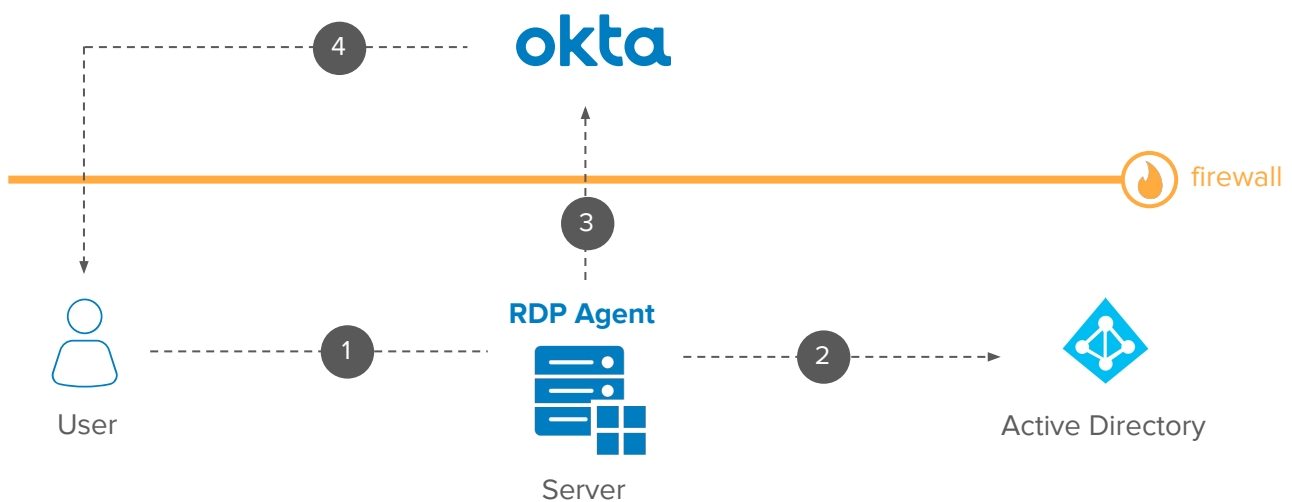 4
okta
firewall
3
RDP Agent
1
2
User
Active Directory
Server